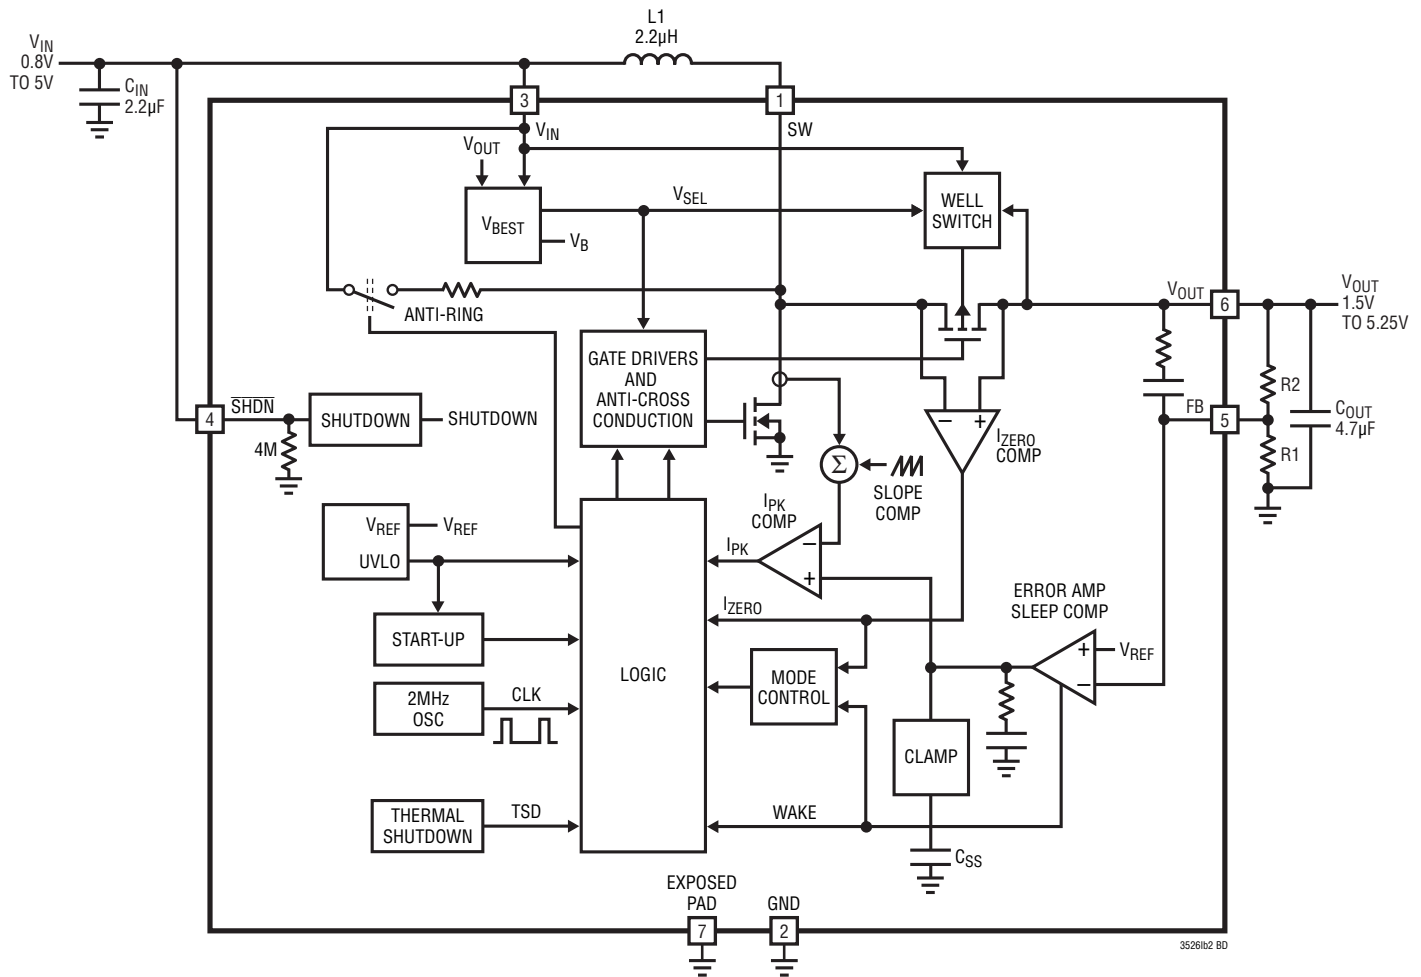 L1
2.2µH
VIN
0.8V
TO 5V
CIN
2.2µF
3
1
VIN
SW
VOUT
VBEST
VSEL
VB
WELL
SWITCH
ANTI-RING
VOUT
6
VOUT
1.5V
TO 5.25V
GATE DRIVERS
AND
ANTI-CROSS
CONDUCTION
R2
FB
5
COUT
4.7µF
R1
4
SHDN
SHUTDOWN
SHUTDOWN
4M
– +
IZERO
COMP
Σ
SLOPE
COMP
IPK
COMP
VREF
VREF
UVLO
IPK
–
+
IZERO
ERROR AMP
SLEEP COMP
START-UP
LOGIC
MODE
CONTROL
+
VREF
–
2MHz
OSC
CLK
CLAMP
THERMAL
SHUTDOWN
TSD
WAKE
CSS
EXPOSED
PAD
GND
7
2
3526lb2 BD